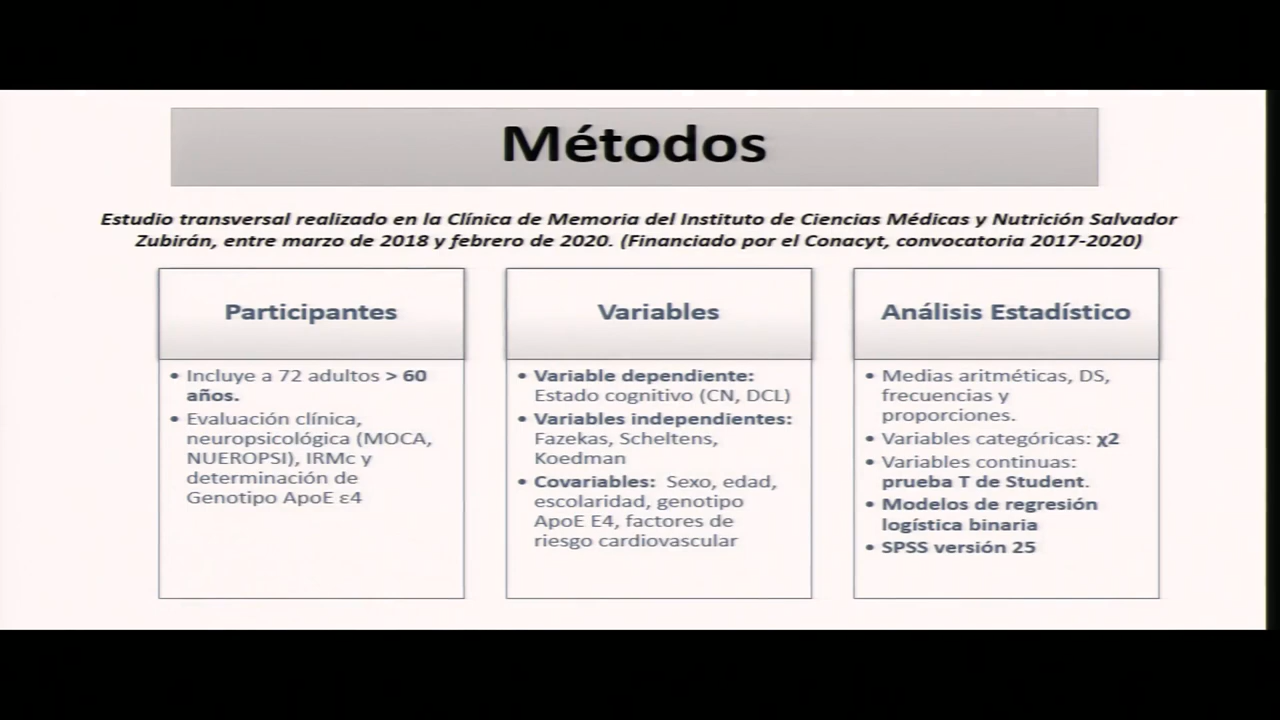 Métodos
Estudio transversal realizado en la Clínica de Memoria del Instituto de Ciencias Médicas y Nutrición Salvador
Zubirán, entre marzo de 2018 y febrero de 2020. (Financiado por el Conacyt, convocatoria 2017-2020)
Participantes
• Incluye a 72 adultos > 60
años.
• Evaluación clínica,
neuropsicológica (MOCA,
NUEROPSI), IRMc y
determinación de
Genotipo ApoE ε4
Variables
• Variable dependiente:
Estado cognitivo (CN, DCL)
• Variables independientes:
Fazekas, Scheltens,
Koedman
• Covariables: Sexo, edad,
escolaridad, genotipo
ApoE E4, factores de
riesgo cardiovascular
Análisis Estadístico
• Medias aritméticas, DS,
frecuencias y
proporciones.
• Variables categóricas: χ2
• Variables continuas:
prueba T de Student.
• Modelos de regresión
logística binaria
• SPSS versión 25